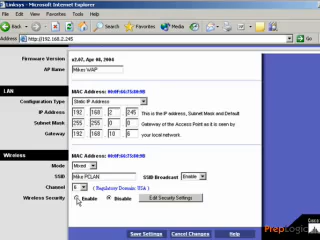 Linksys - Microsoft Internet Explorer
File Edit View Favorites Tools Help
Back Search Favorites Media
Address http://192.168.2.245 Go
Firmware Version v2.07, Apr 08, 2004
AP Name Mikes WAP
LAN MAC Address:
Configuration Type Static IP Address
IP Address 192 168 2 245 This is the IP address, Subnet Mask and Default
Subnet Mask 255 255 0 0 Gateway of the Access Point as it is seen by
Gateway 192 168 10 6 your local network.
Wireless MAC Address:
Mode Mixed
SSID Mike PCLAN SSID Broadcast Enable
Channel 6 ( Regulatory Domain: USA )
Wireless Security Enable Disable Edit Security Settings
Save Settings Cancel Changes Help
PrepLogic